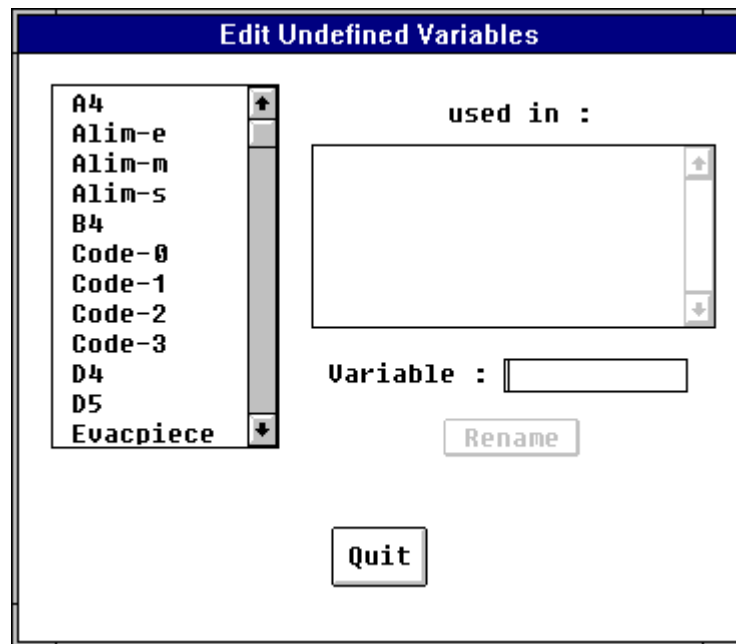 Edit Undefined Variables
A4
Alim-e
Alim-m
Alim-s
B4
Code-0
Code-1
Code-2
Code-3
D4
D5
Evacpiece
used in :
Variable :
Rename
Quit